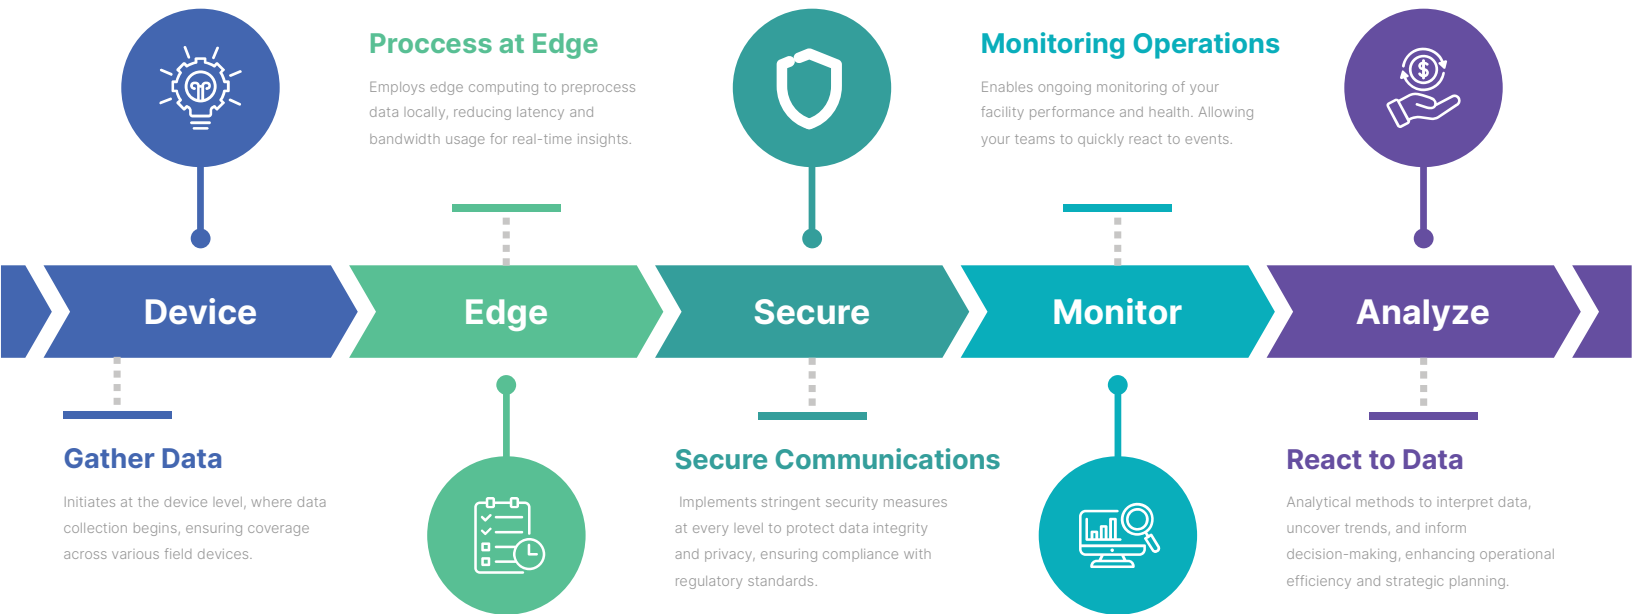 Proccess at Edge
Employs edge computing to preprocess
data locally, reducing latency and
bandwidth usage for real-time insights.
Monitoring Operations
Enables ongoing monitoring of your
facility performance and health. Allowing
your teams to quickly react to events.
$
Device
Edge
Secure
Monitor
Analyze
Gather Data
Initiates at the device level, where data
collection begins, ensuring coverage
across various field devices.
Secure Communications
Implements stringent security measures
at every level to protect data integrity
and privacy, ensuring compliance with
regulatory standards.
React to Data
Analytical methods to interpret data,
uncover trends, and inform
decision-making, enhancing operational
efficiency and strategic planning.